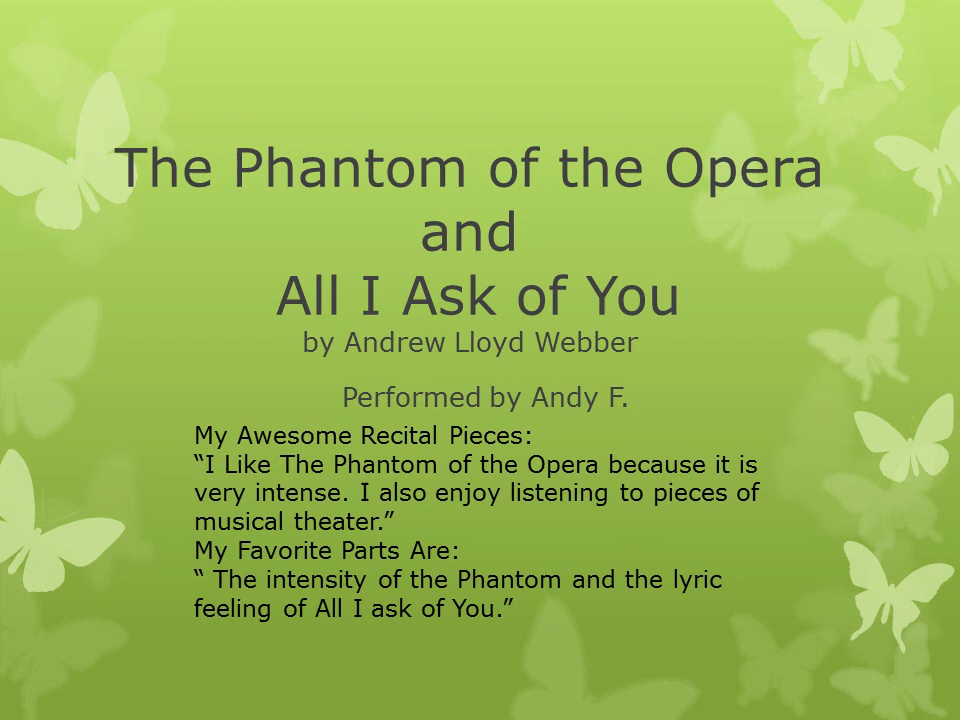 The Phantom of the Opera
and
All I Ask of You
by Andrew Lloyd Webber
Performed by Andy F.
My Awesome Recital Pieces:
“I Like The Phantom of the Opera because it is
very intense. I also enjoy listening to pieces of
musical theater.”
My Favorite Parts Are:
“ The intensity of the Phantom and the lyric
feeling of All I ask of You.”